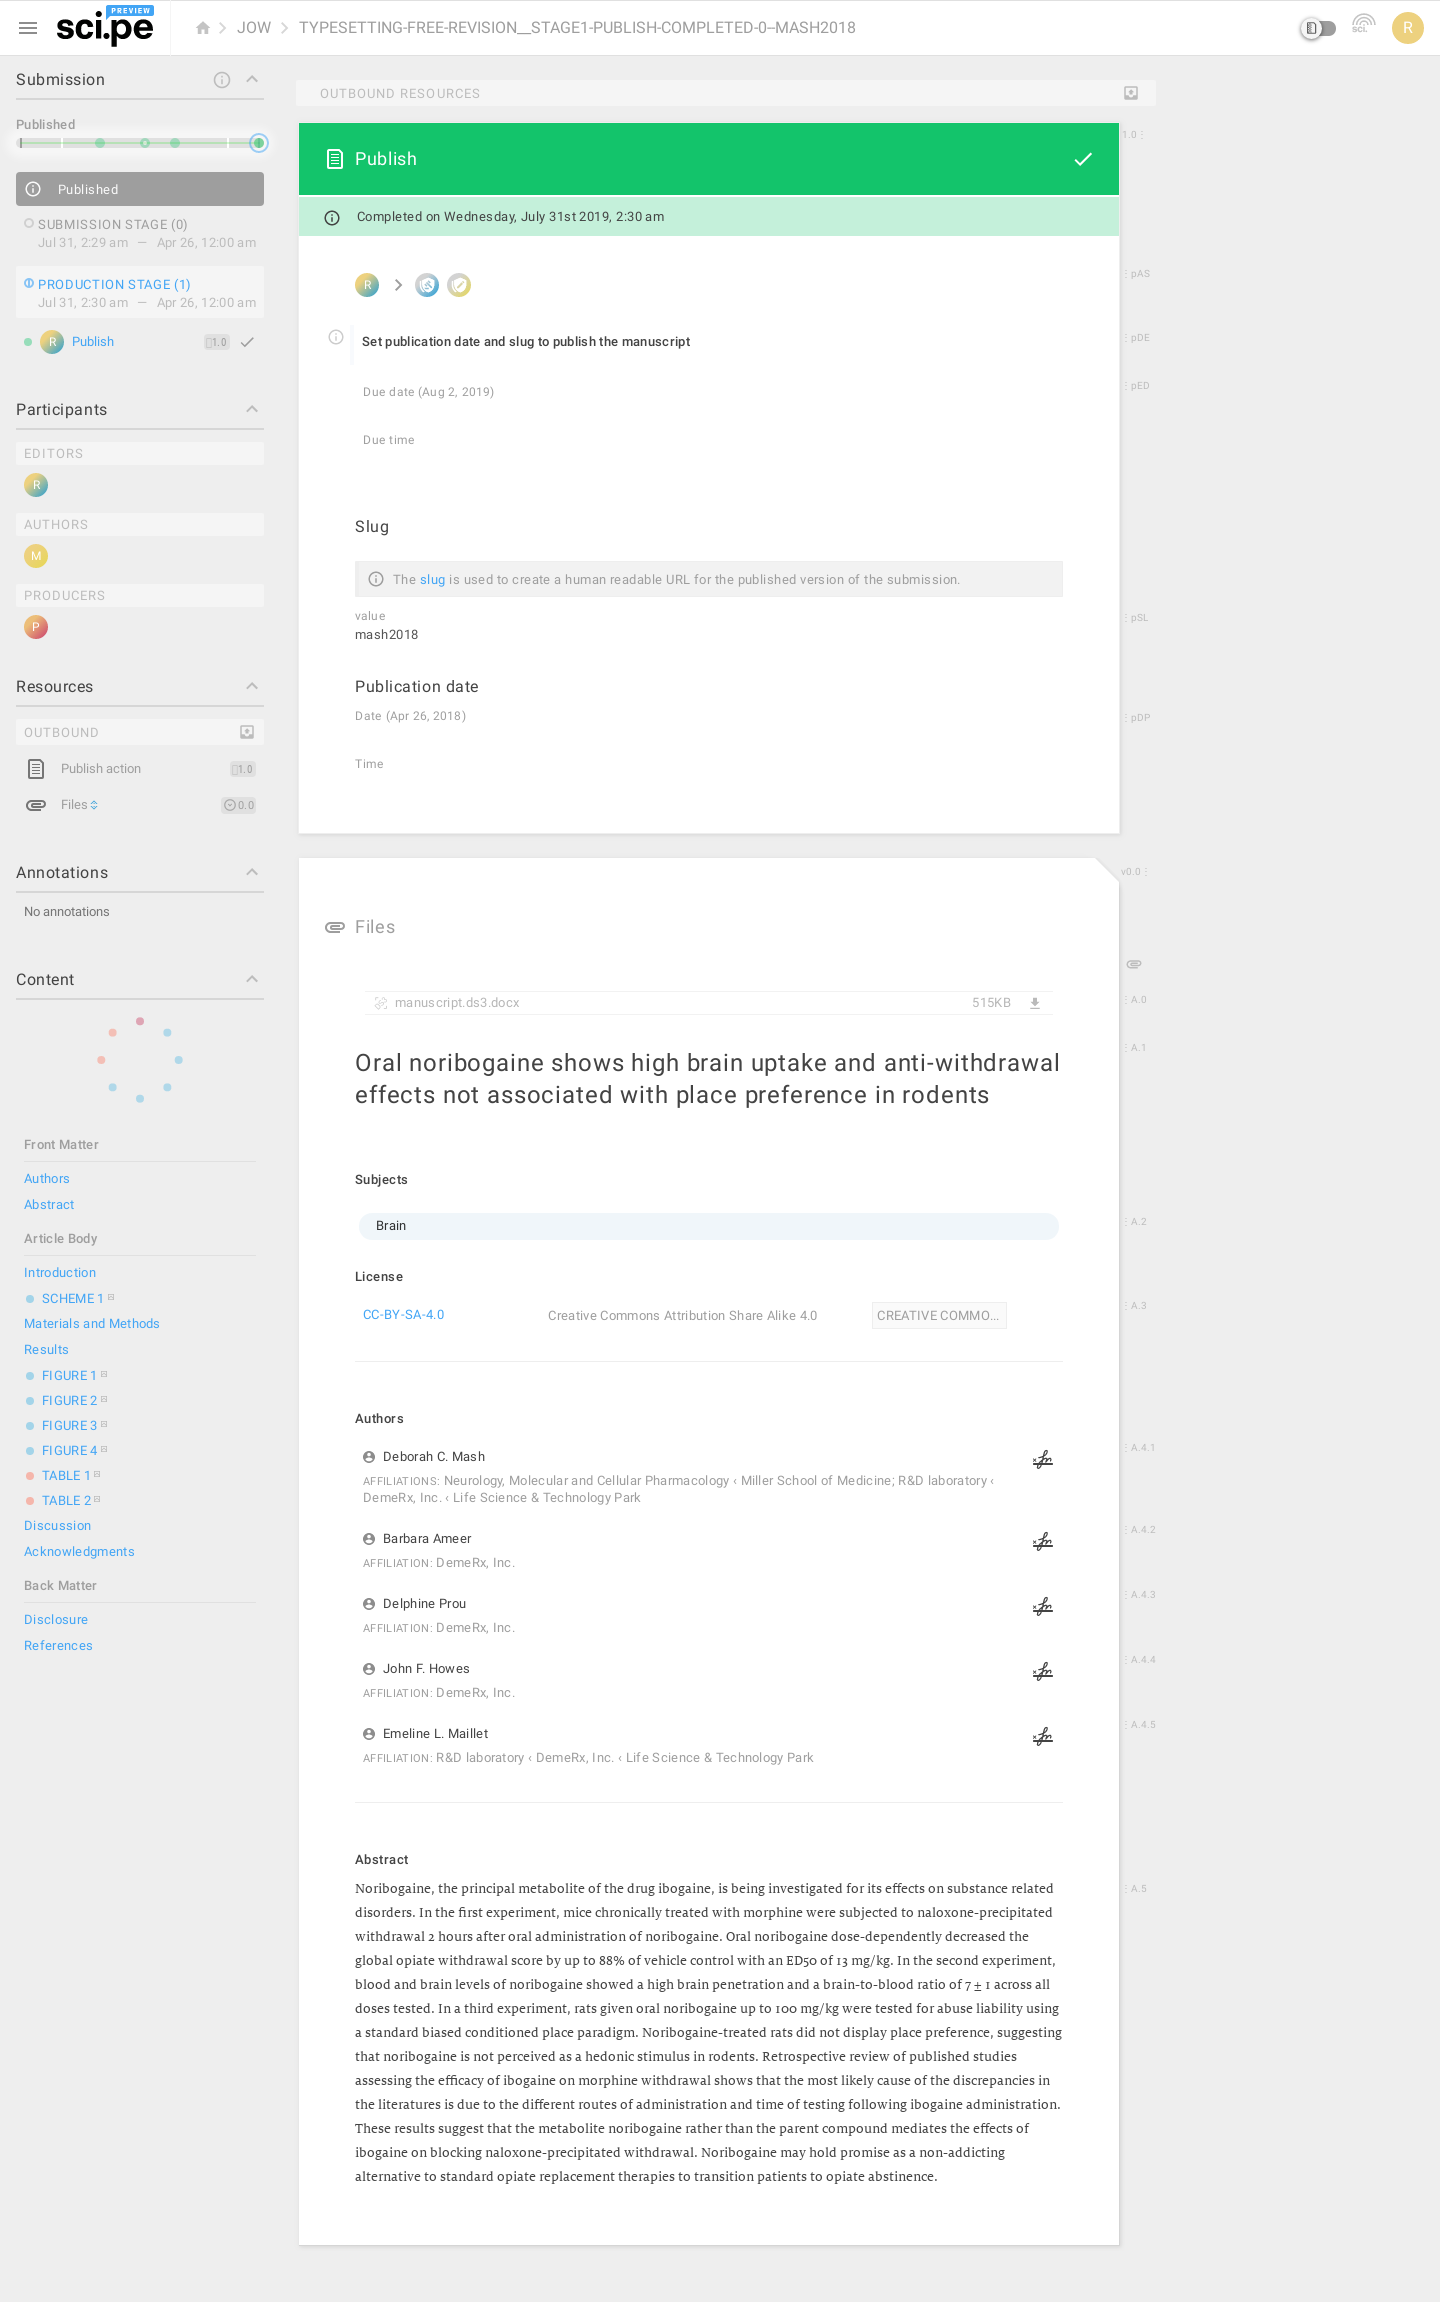 PREVIEW
sci.pe
JOW
TYPESETTING-FREE-REVISION__STAGE1-PUBLISH-COMPLETED-0--MASH2018
sci.
R
Submission
Published
Published
SUBMISSION STAGE (0)
Jul 31, 2:29 am — Apr 26, 12:00 am
PRODUCTION STAGE (1)
Jul 31, 2:30 am — Apr 26, 12:00 am
R Publish 1.0
Participants
EDITORS
R
AUTHORS
M
PRODUCERS
P
Resources
OUTBOUND
Publish action 1.0
Files 0.0
Annotations
No annotations
Content
Front Matter
Authors
Abstract
Article Body
Introduction
SCHEME 1
Materials and Methods
Results
FIGURE 1
FIGURE 2
FIGURE 3
FIGURE 4
TABLE 1
TABLE 2
Discussion
Acknowledgments
Back Matter
Disclosure
References
OUTBOUND RESOURCES
Publish
1.0
Completed on Wednesday, July 31st 2019, 2:30 am
R
pAS
Set publication date and slug to publish the manuscript
pDE
Due date (Aug 2, 2019)
pED
Due time
Slug
The slug is used to create a human readable URL for the published version of the submission.
value
pSL
mash2018
Publication date
Date (Apr 26, 2018)
pDP
Time
v0.0
Files
manuscript.ds3.docx 515KB
A.0
Oral noribogaine shows high brain uptake and anti-withdrawal
A.1
effects not associated with place preference in rodents
Subjects
Brain
A.2
License
CC-BY-SA-4.0 Creative Commons Attribution Share Alike 4.0 CREATIVE COMMO...
A.3
Authors
Deborah C. Mash
A.4.1
AFFILIATIONS: Neurology, Molecular and Cellular Pharmacology ‹ Miller School of Medicine; R&D laboratory ‹
DemeRx, Inc. ‹ Life Science & Technology Park
Barbara Ameer
A.4.2
AFFILIATION: DemeRx, Inc.
Delphine Prou
A.4.3
AFFILIATION: DemeRx, Inc.
John F. Howes
A.4.4
AFFILIATION: DemeRx, Inc.
Emeline L. Maillet
A.4.5
AFFILIATION: R&D laboratory ‹ DemeRx, Inc. ‹ Life Science & Technology Park
Abstract
A.5
Noribogaine, the principal metabolite of the drug ibogaine, is being investigated for its effects on substance related
disorders. In the first experiment, mice chronically treated with morphine were subjected to naloxone-precipitated
withdrawal 2 hours after oral administration of noribogaine. Oral noribogaine dose-dependently decreased the
global opiate withdrawal score by up to 88% of vehicle control with an ED50 of 13 mg/kg. In the second experiment,
blood and brain levels of noribogaine showed a high brain penetration and a brain-to-blood ratio of 7 ± 1 across all
doses tested. In a third experiment, rats given oral noribogaine up to 100 mg/kg were tested for abuse liability using
a standard biased conditioned place paradigm. Noribogaine-treated rats did not display place preference, suggesting
that noribogaine is not perceived as a hedonic stimulus in rodents. Retrospective review of published studies
assessing the efficacy of ibogaine on morphine withdrawal shows that the most likely cause of the discrepancies in
the literatures is due to the different routes of administration and time of testing following ibogaine administration.
These results suggest that the metabolite noribogaine rather than the parent compound mediates the effects of
ibogaine on blocking naloxone-precipitated withdrawal. Noribogaine may hold promise as a non-addicting
alternative to standard opiate replacement therapies to transition patients to opiate abstinence.